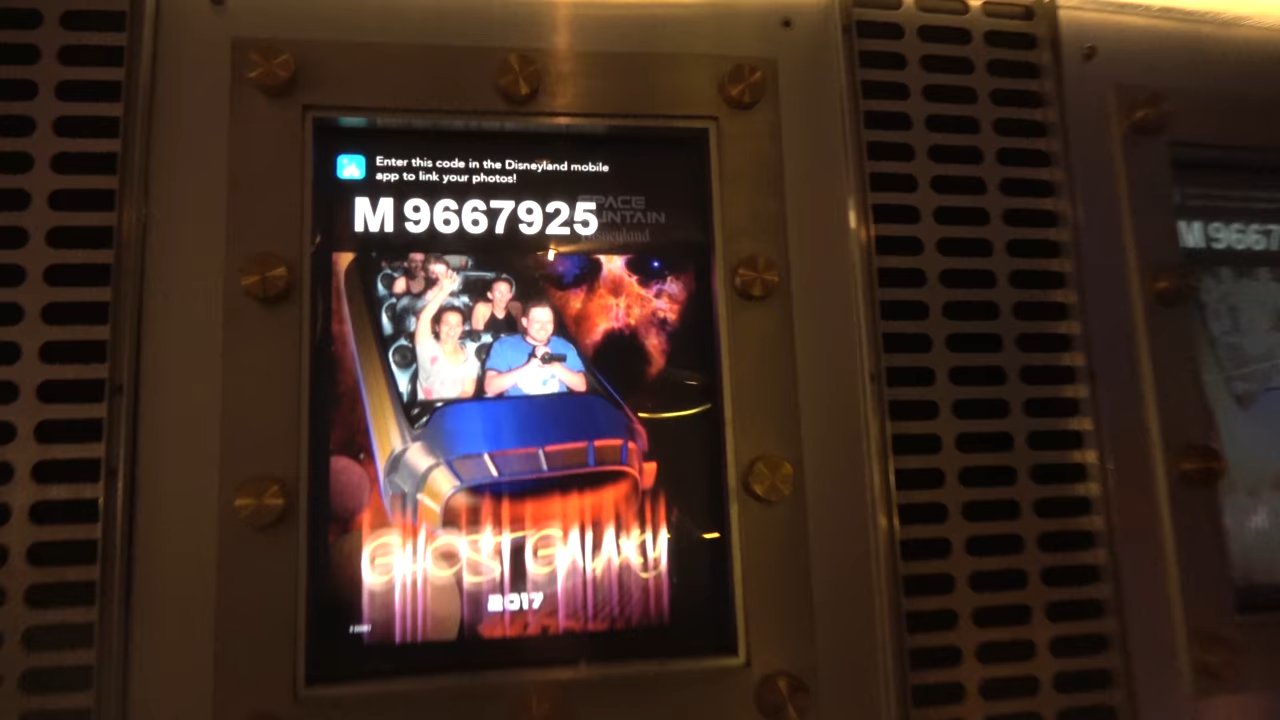 Enter this code in the Disneyland mobile
app to link your photos!
M 9667925
SPACE
MOUNTAIN
Disneyland
GHOST GALAXY
2017
M 9667